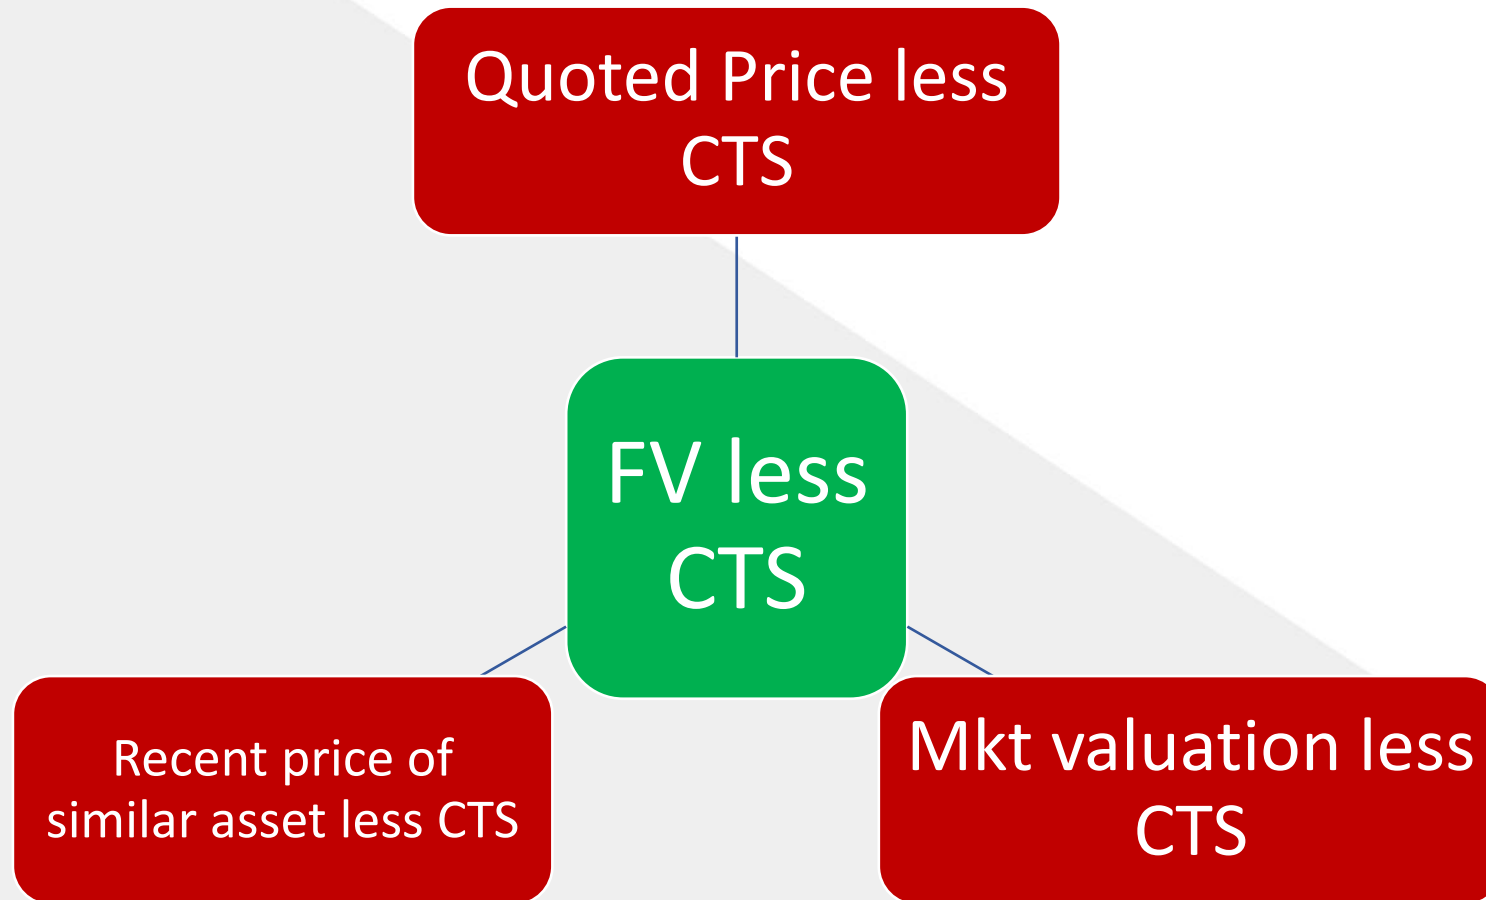 Quoted Price less
CTS
FV less
CTS
Recent price of
similar asset less CTS
Mkt valuation less
CTS